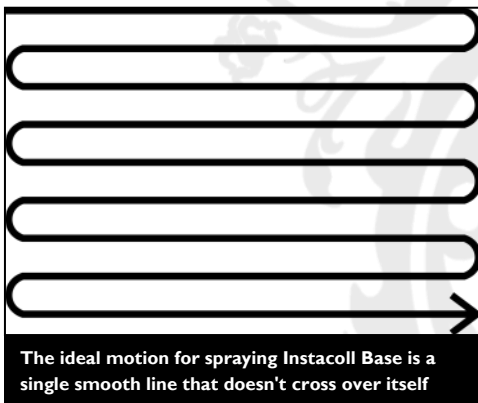 The ideal motion for spraying Instacoll Base is a
single smooth line that doesn't cross over itself